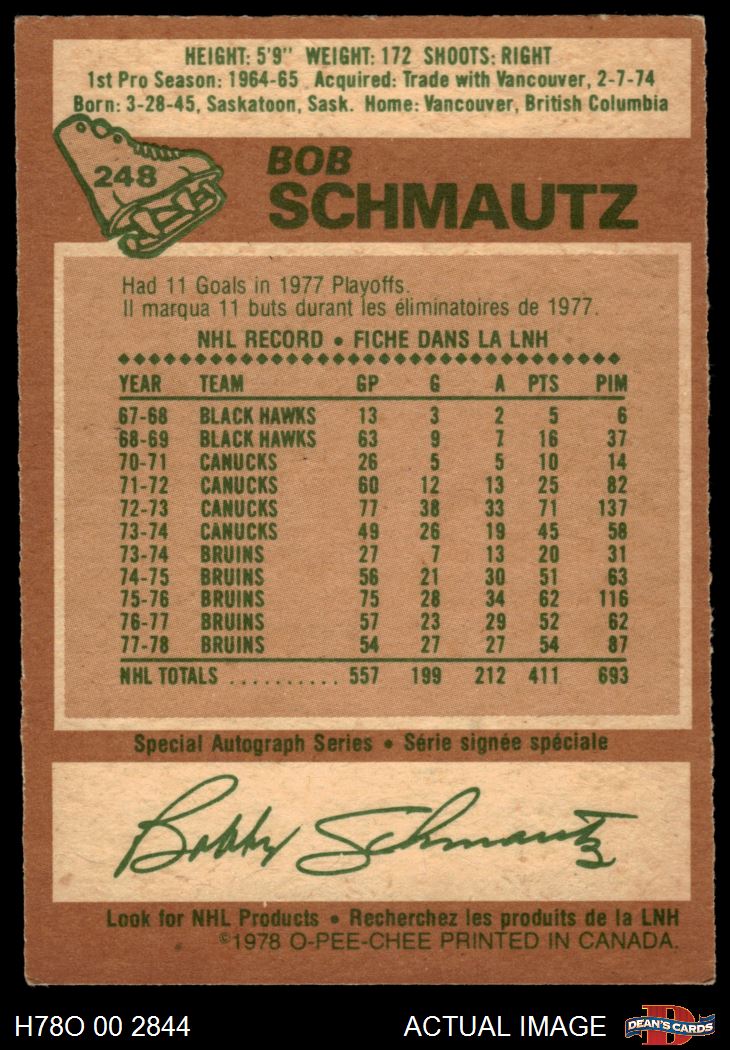 HEIGHT: 5'9" WEIGHT: 172 SHOOTS: RIGHT
1st Pro Season: 1964-65 Acquired: Trade with Vancouver, 2-7-74
Born: 3-28-45, Saskatoon, Sask. Home: Vancouver, British Columbia
248
BOB
SCHMAUTZ
Had 11 Goals in 1977 Playoffs.
Il marqua 11 buts durant les éliminatoires de 1977.
NHL RECORD • FICHE DANS LA LNH
YEAR TEAM GP G A PTS PIM
67-68 BLACK HAWKS 13 3 2 5 6
68-69 BLACK HAWKS 63 9 7 16 37
70-71 CANUCKS 26 5 5 10 14
71-72 CANUCKS 60 12 13 25 82
72-73 CANUCKS 77 38 33 71 137
73-74 CANUCKS 49 26 19 45 58
73-74 BRUINS 27 7 13 20 31
74-75 BRUINS 56 21 30 51 63
75-76 BRUINS 75 28 34 62 116
76-77 BRUINS 57 23 29 52 62
77-78 BRUINS 54 27 27 54 87
NHL TOTALS .......... 557 199 212 411 693
Special Autograph Series • Série signée spéciale
Bobby Schmautz
Look for NHL Products • Recherchez les produits de la LNH
©1978 O-PEE-CHEE PRINTED IN CANADA.
H78O 00 2844 ACTUAL IMAGE D DEAN'S CARDS